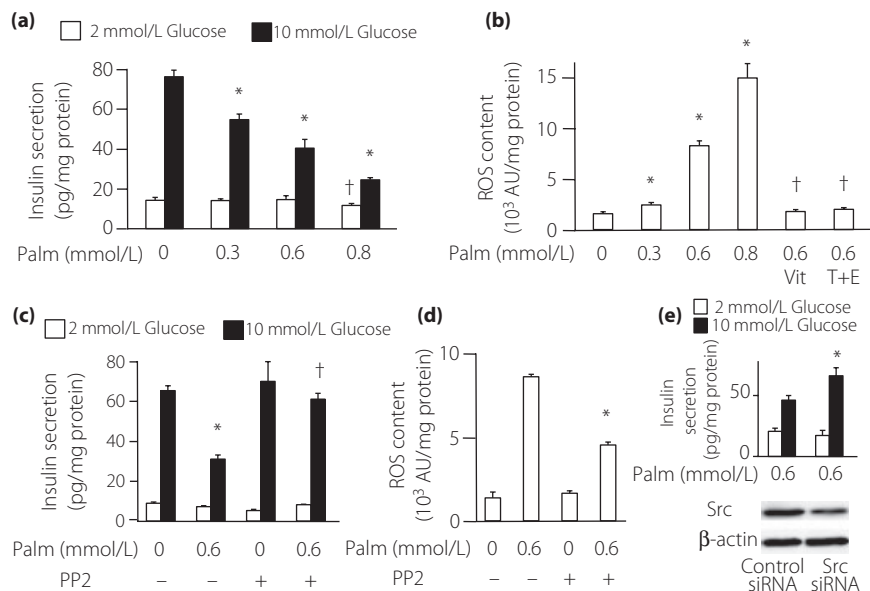 (a)
2 mmol/L Glucose 10 mmol/L Glucose
Insulin secretion
(pg/mg protein)
80
60
40
20
0
* * * †
Palm (mmol/L) 0 0.3 0.6 0.8
(b)
ROS content
(10³ AU/mg protein)
15
10
5
0
* * * † †
Palm (mmol/L) 0 0.3 0.6 0.8 0.6 0.6
Vit T+E
(c)
2 mmol/L Glucose 10 mmol/L Glucose
Insulin secretion
(pg/mg protein)
80
60
40
20
0
* †
Palm (mmol/L) 0 0.6 0 0.6
PP2 – – + +
(d)
ROS content
(10³ AU/mg protein)
10
5
0
*
Palm (mmol/L) 0 0.6 0 0.6
PP2 – – + +
(e)
2 mmol/L Glucose
10 mmol/L Glucose
Insulin
secretion
(pg/mg protein)
50
0
*
Palm (mmol/L) 0.6 0.6
Src
β-actin
Control Src
siRNA siRNA